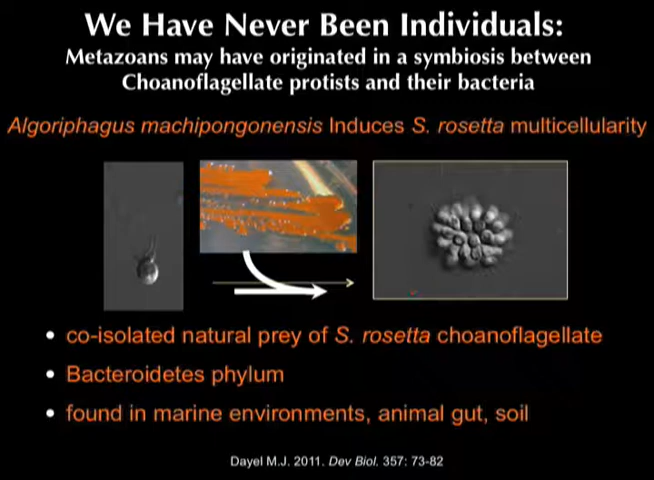 We Have Never Been Individuals:
Metazoans may have originated in a symbiosis between
Choanoflagellate protists and their bacteria
Algoriphagus machipongonensis Induces S. rosetta multicellularity
• co-isolated natural prey of S. rosetta choanoflagellate
• Bacteroidetes phylum
• found in marine environments, animal gut, soil
Dayel M.J. 2011. Dev Biol. 357: 73-82